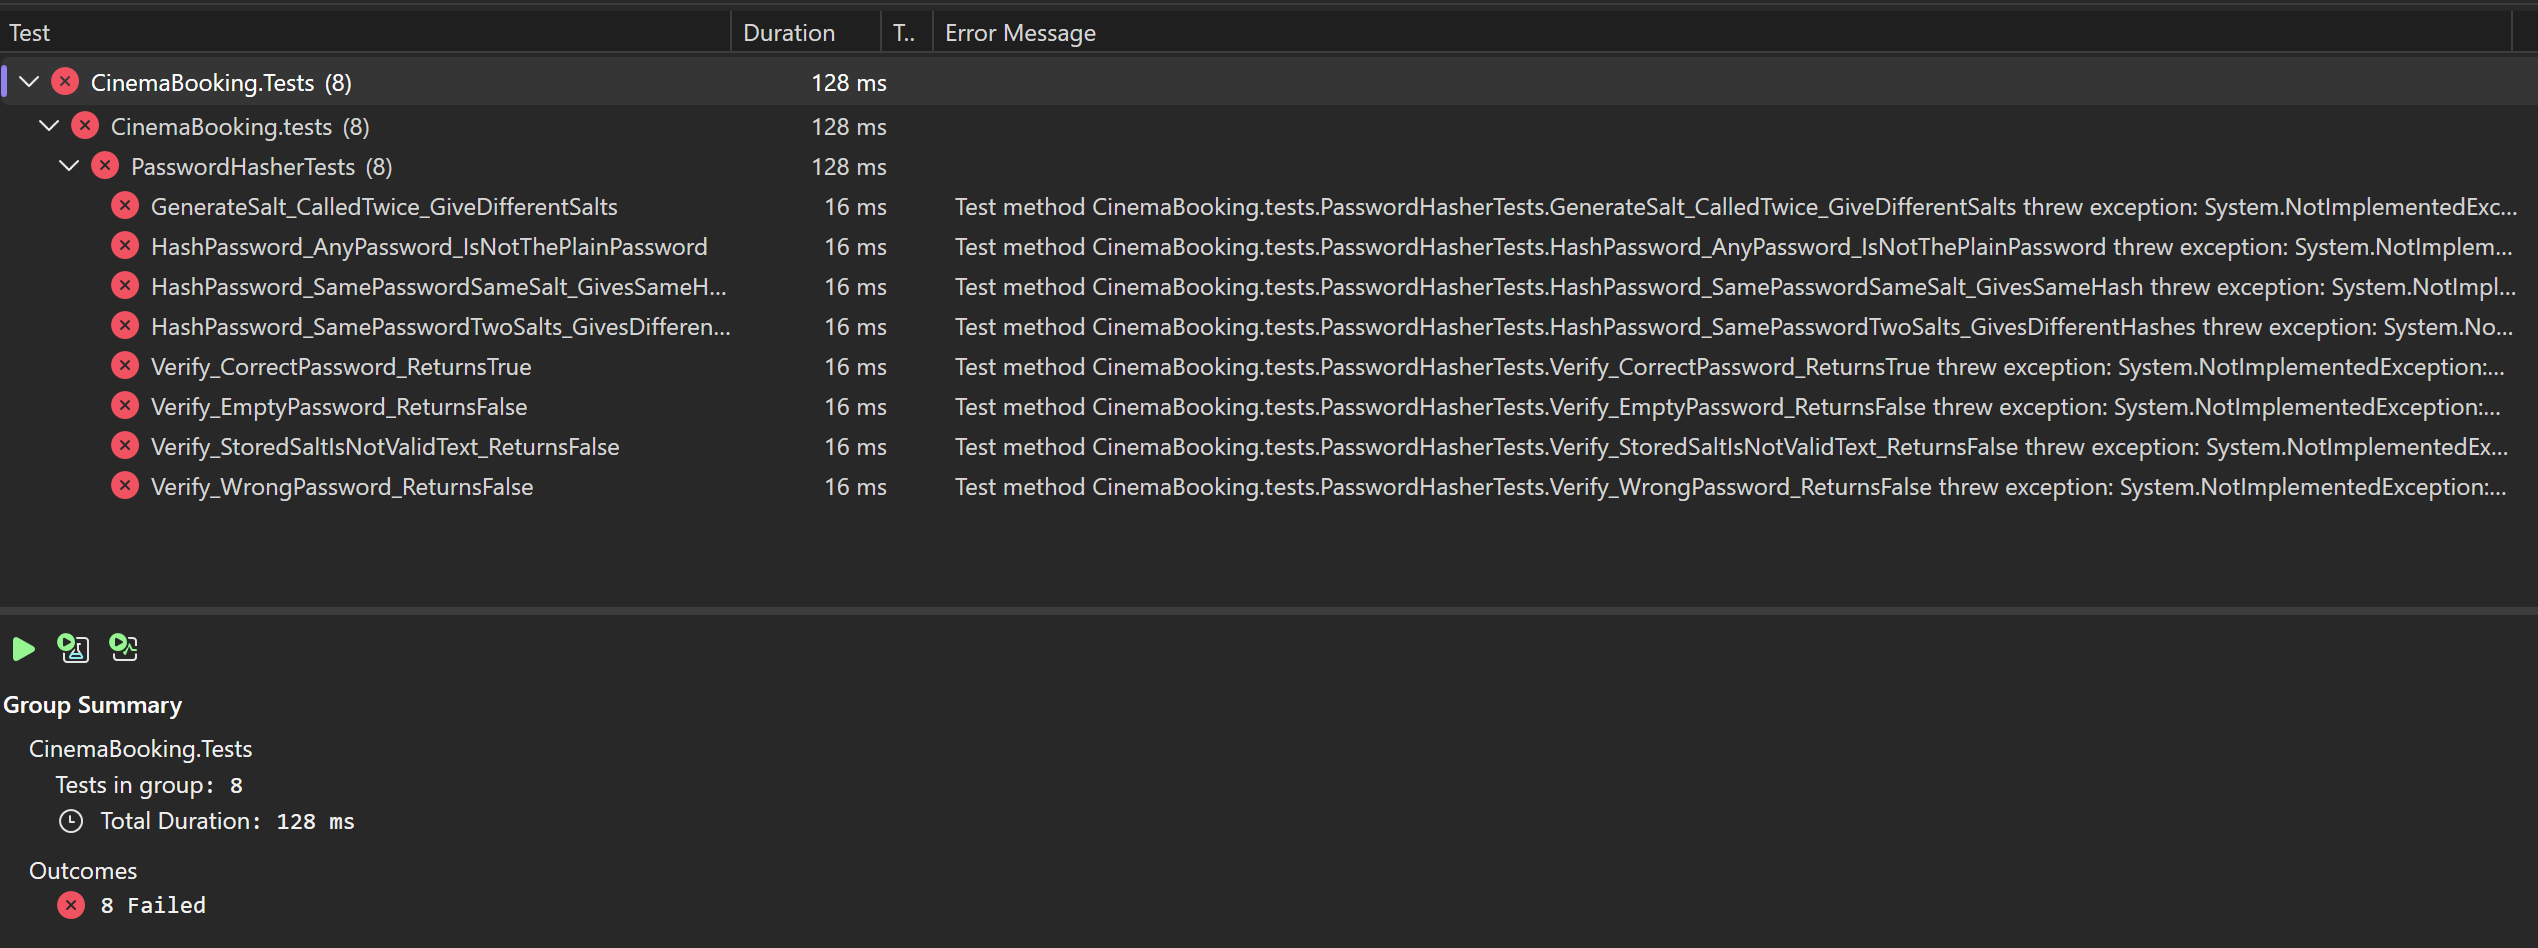 Test Duration T.. Error Message
CinemaBooking.Tests (8) 128 ms
CinemaBooking.tests (8) 128 ms
PasswordHasherTests (8) 128 ms
GenerateSalt_CalledTwice_GiveDifferentSalts 16 ms Test method CinemaBooking.tests.PasswordHasherTests.GenerateSalt_CalledTwice_GiveDifferentSalts threw exception: System.NotImplementedExc...
HashPassword_AnyPassword_IsNotThePlainPassword 16 ms Test method CinemaBooking.tests.PasswordHasherTests.HashPassword_AnyPassword_IsNotThePlainPassword threw exception: System.NotImplem...
HashPassword_SamePasswordSameSalt_GivesSameH... 16 ms Test method CinemaBooking.tests.PasswordHasherTests.HashPassword_SamePasswordSameSalt_GivesSameHash threw exception: System.NotImpl...
HashPassword_SamePasswordTwoSalts_GivesDifferen... 16 ms Test method CinemaBooking.tests.PasswordHasherTests.HashPassword_SamePasswordTwoSalts_GivesDifferentHashes threw exception: System.No...
Verify_CorrectPassword_ReturnsTrue 16 ms Test method CinemaBooking.tests.PasswordHasherTests.Verify_CorrectPassword_ReturnsTrue threw exception: System.NotImplementedException:...
Verify_EmptyPassword_ReturnsFalse 16 ms Test method CinemaBooking.tests.PasswordHasherTests.Verify_EmptyPassword_ReturnsFalse threw exception: System.NotImplementedException:...
Verify_StoredSaltIsNotValidText_ReturnsFalse 16 ms Test method CinemaBooking.tests.PasswordHasherTests.Verify_StoredSaltIsNotValidText_ReturnsFalse threw exception: System.NotImplementedEx...
Verify_WrongPassword_ReturnsFalse 16 ms Test method CinemaBooking.tests.PasswordHasherTests.Verify_WrongPassword_ReturnsFalse threw exception: System.NotImplementedException:...
Group Summary
CinemaBooking.Tests
Tests in group: 8
Total Duration: 128 ms
Outcomes
8 Failed